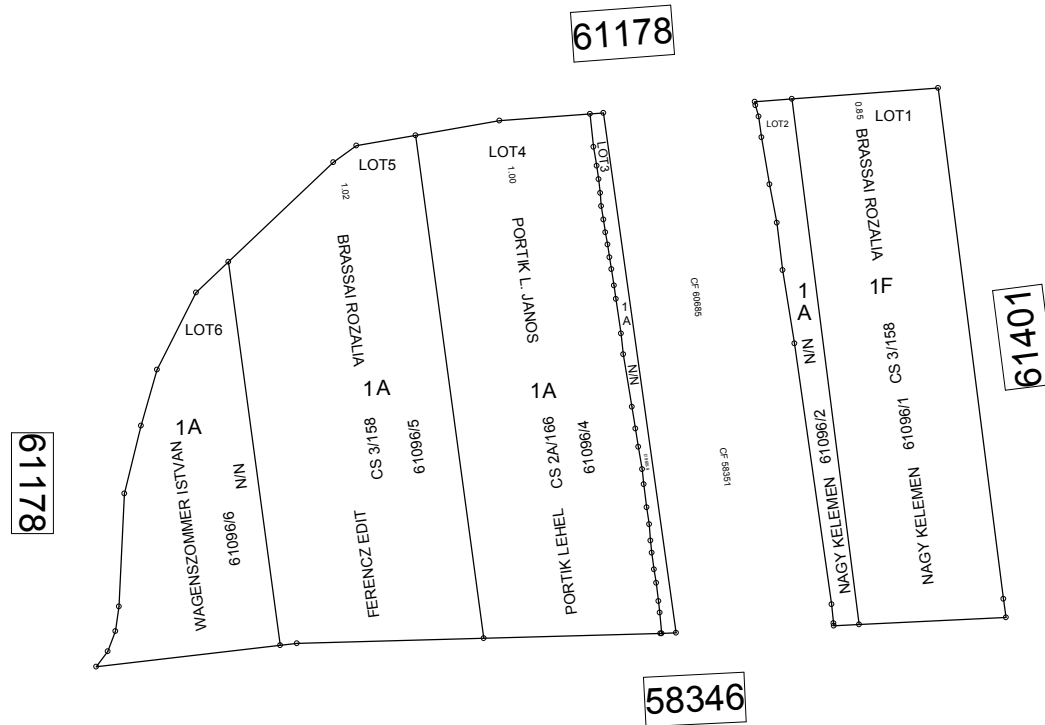 61178
LOT1
0.85
BRASSAI ROZALIA
1F
CS 3/158
61096/1
NAGY KELEMEN
61401
LOT2
1
A
N/N
61096/2
NAGY KELEMEN
CF 60685
CF 58351
LOT3
1
A
N/N
LOT4
1.00
PORTIK L. JANOS
1A
CS 2A/166
61096/4
PORTIK LEHEL
LOT5
1.02
BRASSAI ROZALIA
1A
CS 3/158
61096/5
FERENCZ EDIT
LOT6
1A
WAGENSZOMMER ISTVAN
N/N
61096/6
61178
58346